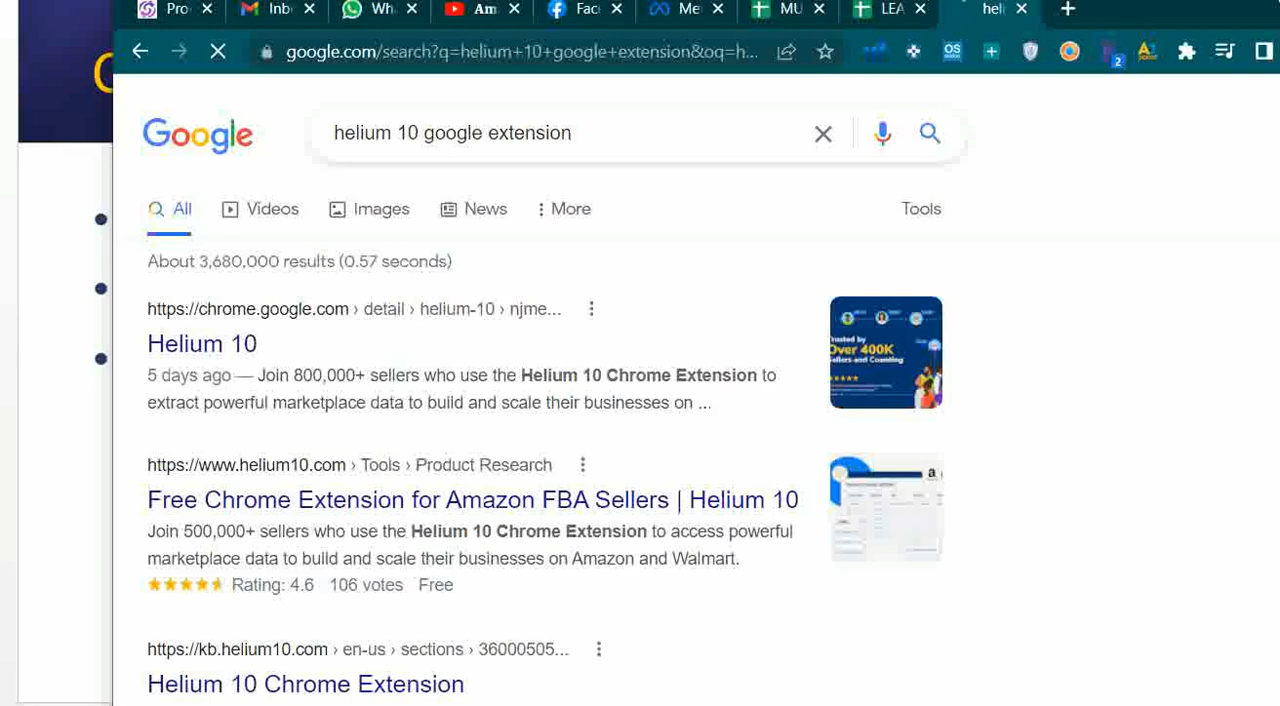 Pro
Inb
Wh
Am
Fac
Me
MU
LEA
heli
google.com/search?q=helium+10+google+extension&oq=h...
OS
2
Google
helium 10 google extension
All Videos Images News More Tools
About 3,680,000 results (0.57 seconds)
https://chrome.google.com › detail › helium-10 › njme...
Helium 10
5 days ago — Join 800,000+ sellers who use the Helium 10 Chrome Extension to
extract powerful marketplace data to build and scale their businesses on ...
Trusted by
Over 400K
Sellers and Counting
https://www.helium10.com › Tools › Product Research
Free Chrome Extension for Amazon FBA Sellers | Helium 10
Join 500,000+ sellers who use the Helium 10 Chrome Extension to access powerful
marketplace data to build and scale their businesses on Amazon and Walmart.
Rating: 4.6 106 votes Free
a
https://kb.helium10.com › en-us › sections › 36000505...
Helium 10 Chrome Extension